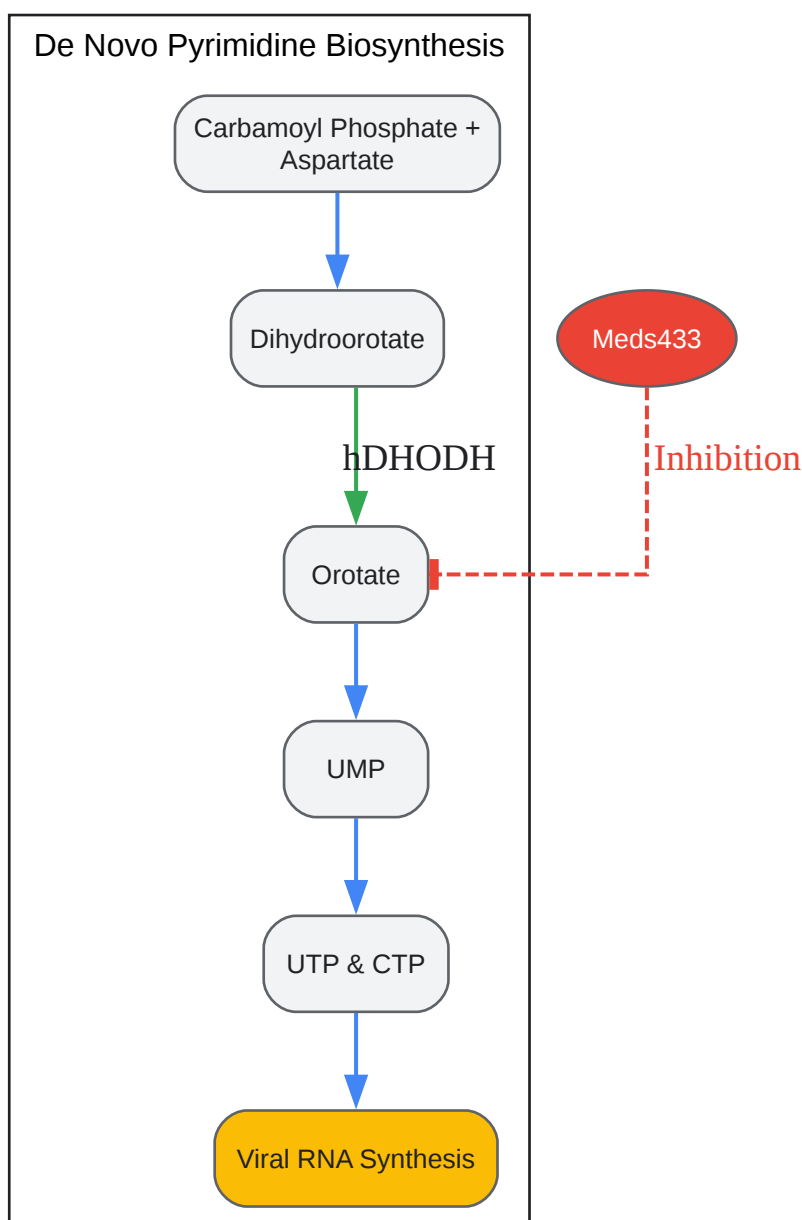 De Novo Pyrimidine Biosynthesis
Carbamoyl Phosphate +
Aspartate
Dihydroorotate
Meds433
hDHODH
Inhibition
Orotate
UMP
UTP & CTP
Viral RNA Synthesis